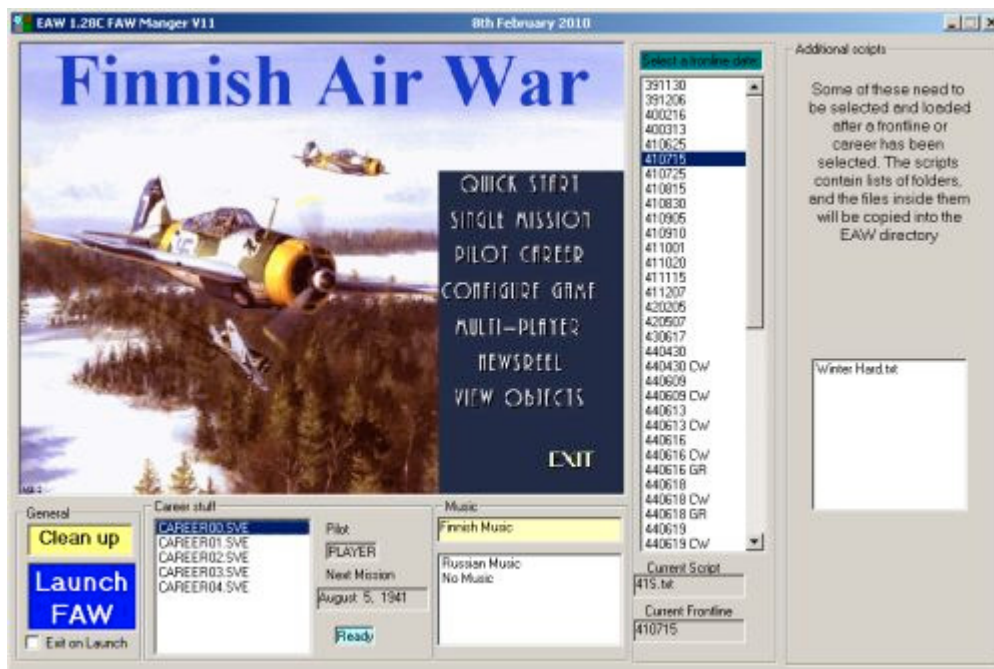 EAW 1.28C FAW Manger V11
8th February 2010
Finnish Air War
QUICK START
SINGLE MISSION
PILOT CAREER
CONFIGURE GAME
MULTI-PLAYER
NEWSREEL
VIEW OBJECTS
EXIT
Select a frontline date
391130
391206
400216
400313
410625
410715
410725
410815
410830
410905
410910
411001
411020
411115
411207
420205
420507
430617
440430
440430 CW
440609
440609 CW
440613
440613 CW
440616
440616 CW
440616 GR
440618
440618 CW
440618 GR
440619
440619 CW
Current Script
41S.txt
Current Frontline
410715
Additional scripts
Some of these need to
be selected and loaded
after a frontline or
career has been
selected. The scripts
contain lists of folders,
and the files inside them
will be copied into the
EAW directory
Winter Hard.txt
General
Clean up
Launch
FAW
Exit on Launch
Career stuff
CAREER00.SVE
CAREER01.SVE
CAREER02.SVE
CAREER03.SVE
CAREER04.SVE
Pilot
PLAYER
Next Mission
August 5, 1941
Ready
Music
Finnish Music
Russian Music
No Music